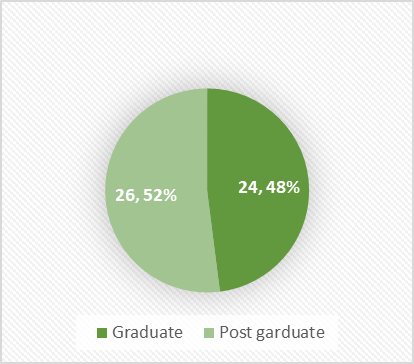 26, 52%
24, 48%
Graduate
Post garduate